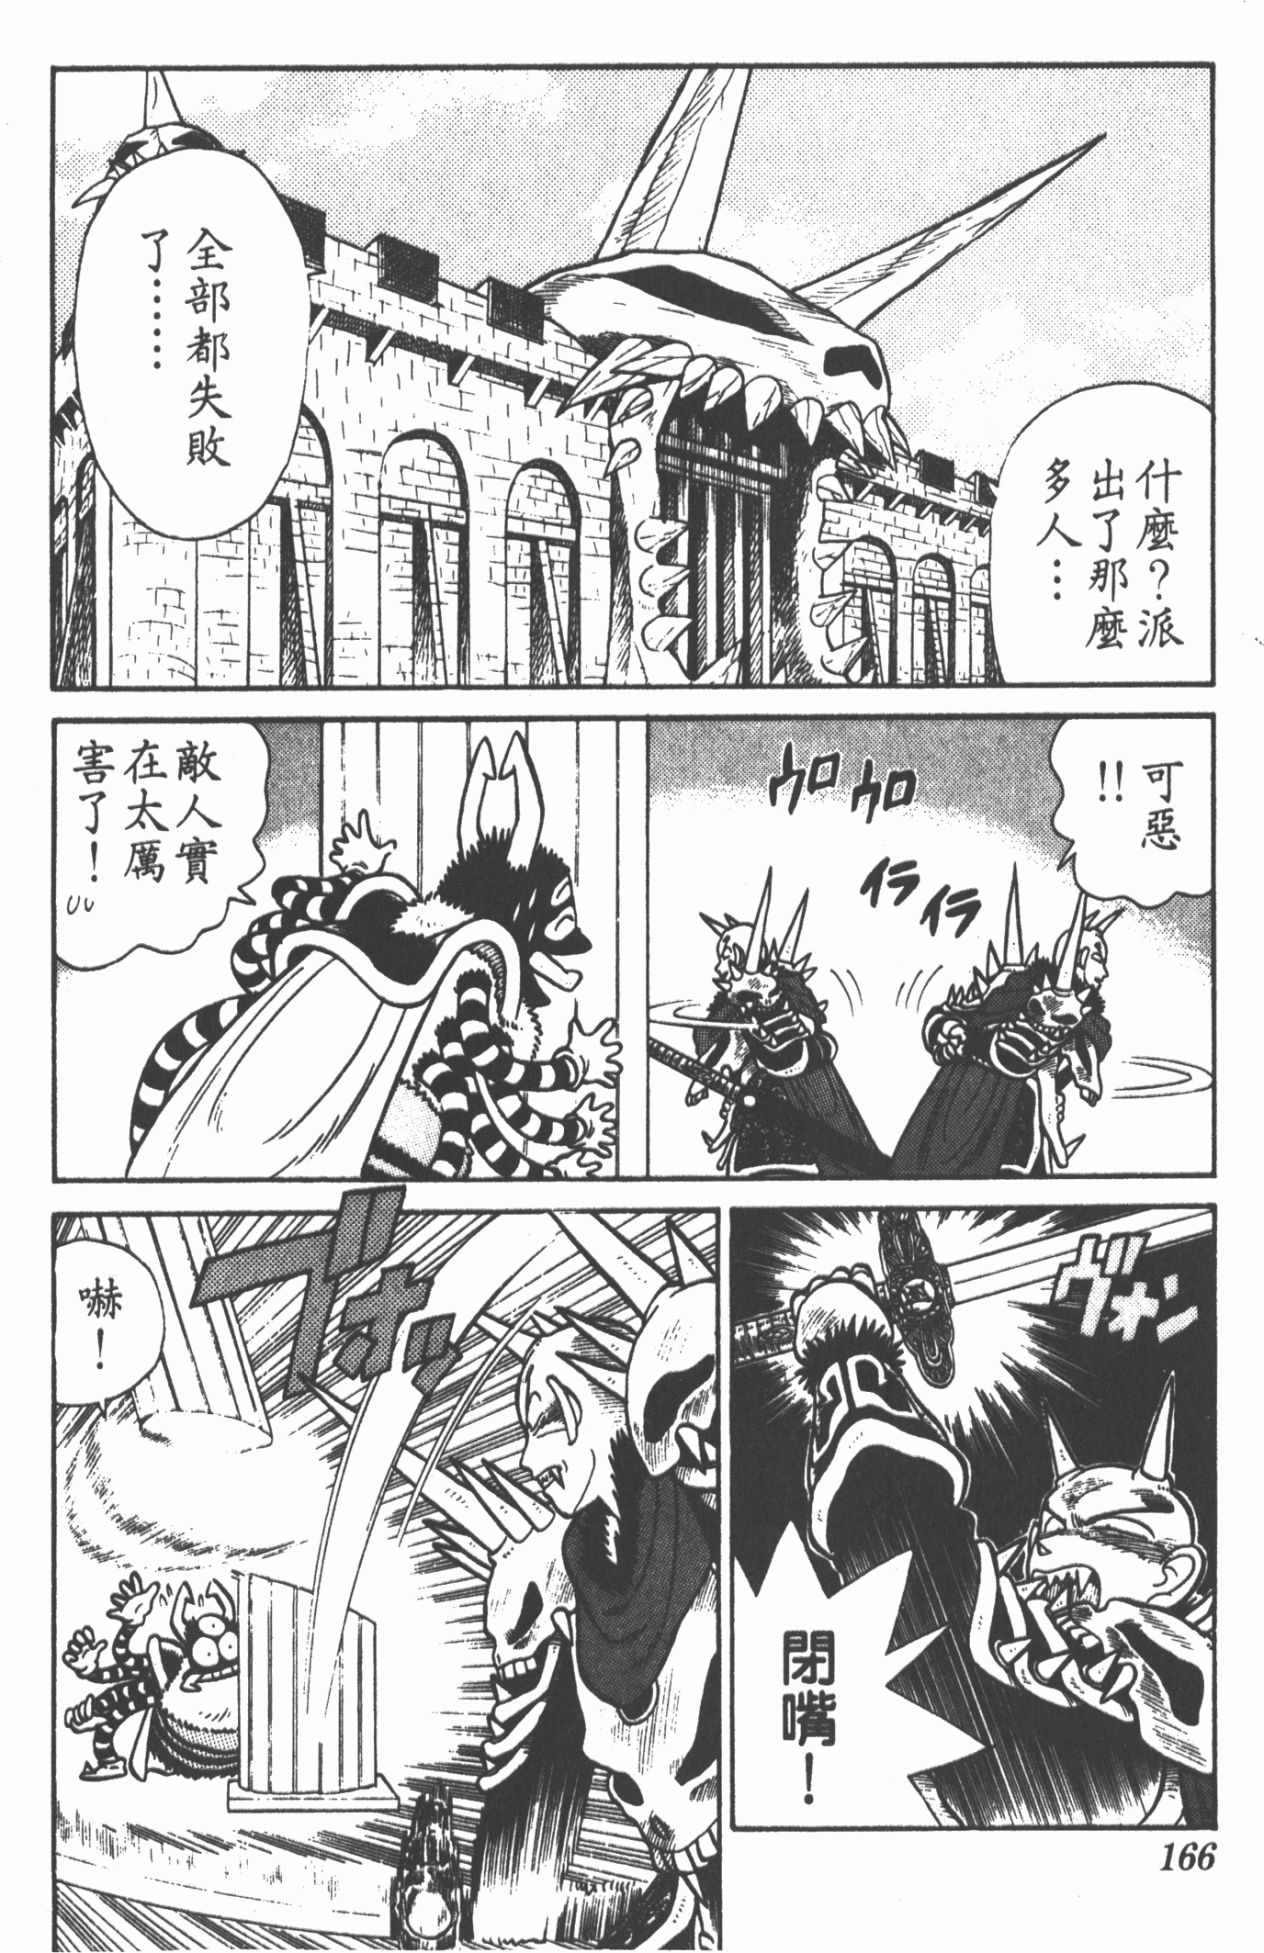 什麼?派
出了那麼
多人…
全部都失敗
了……
可惡
!!
ウロ
ウロ
イラ
イラ
敵人實
在太厲
害了!
ヴォン
閉嘴!
ズボッ
嚇!
166